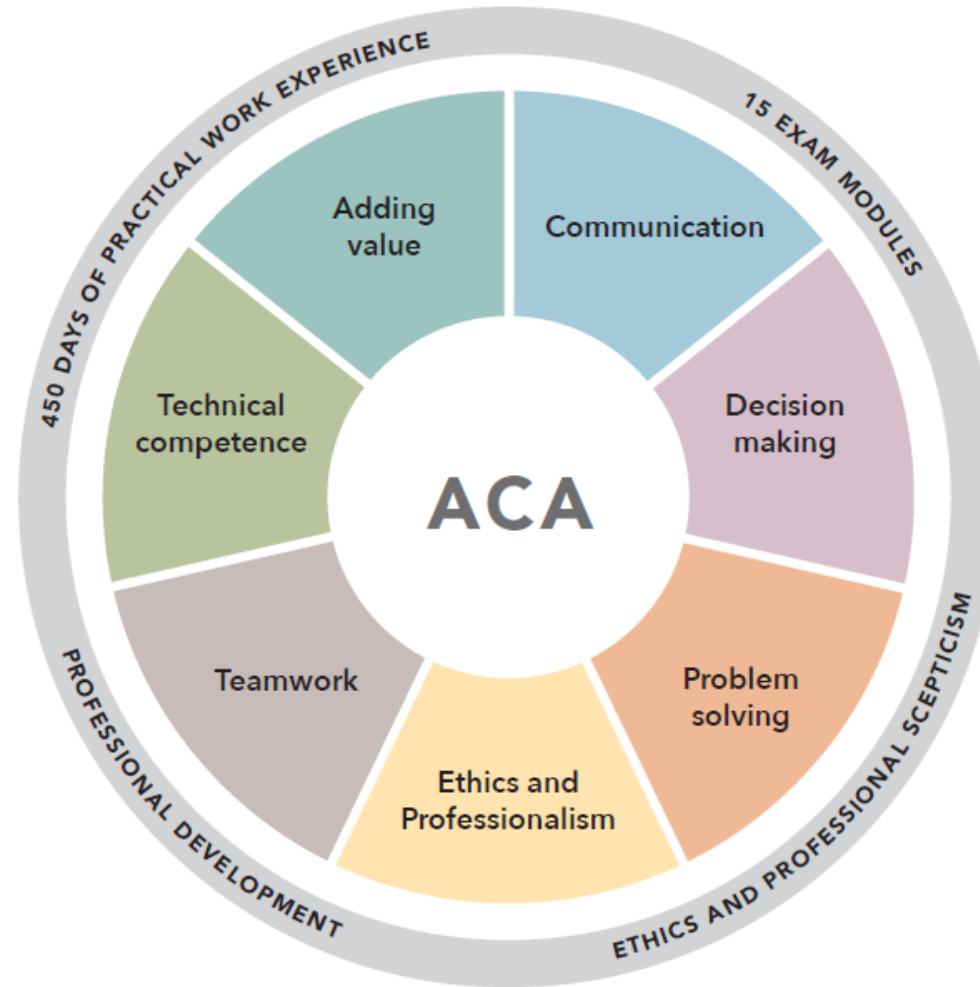 450 DAYS OF PRACTICAL WORK EXPERIENCE
15 EXAM MODULES
Adding
value
Communication
Technical
competence
Decision
making
ACA
Teamwork
Problem
solving
Ethics and
Professionalism
PROFESSIONAL DEVELOPMENT
ETHICS AND PROFESSIONAL SCEPTICISM